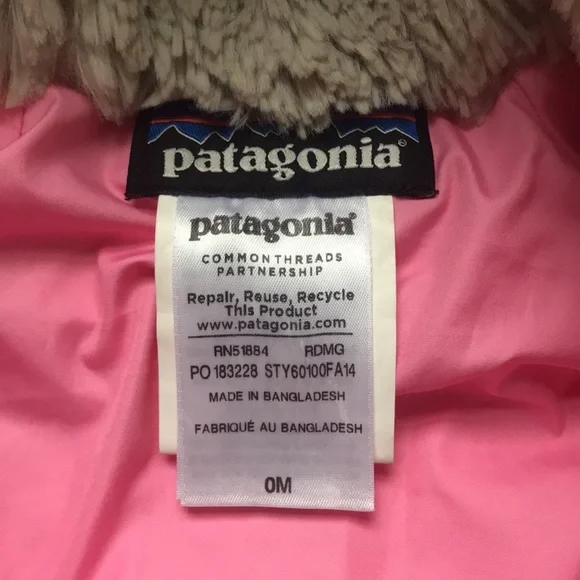 patagonia®
patagonia®
COMMON THREADS
PARTNERSHIP
Repair, Reuse, Recycle
This Product
www.patagonia.com
RN51884 RDMG
PO 183228 STY60100FA14
MADE IN BANGLADESH
FABRIQUÉ AU BANGLADESH
0M